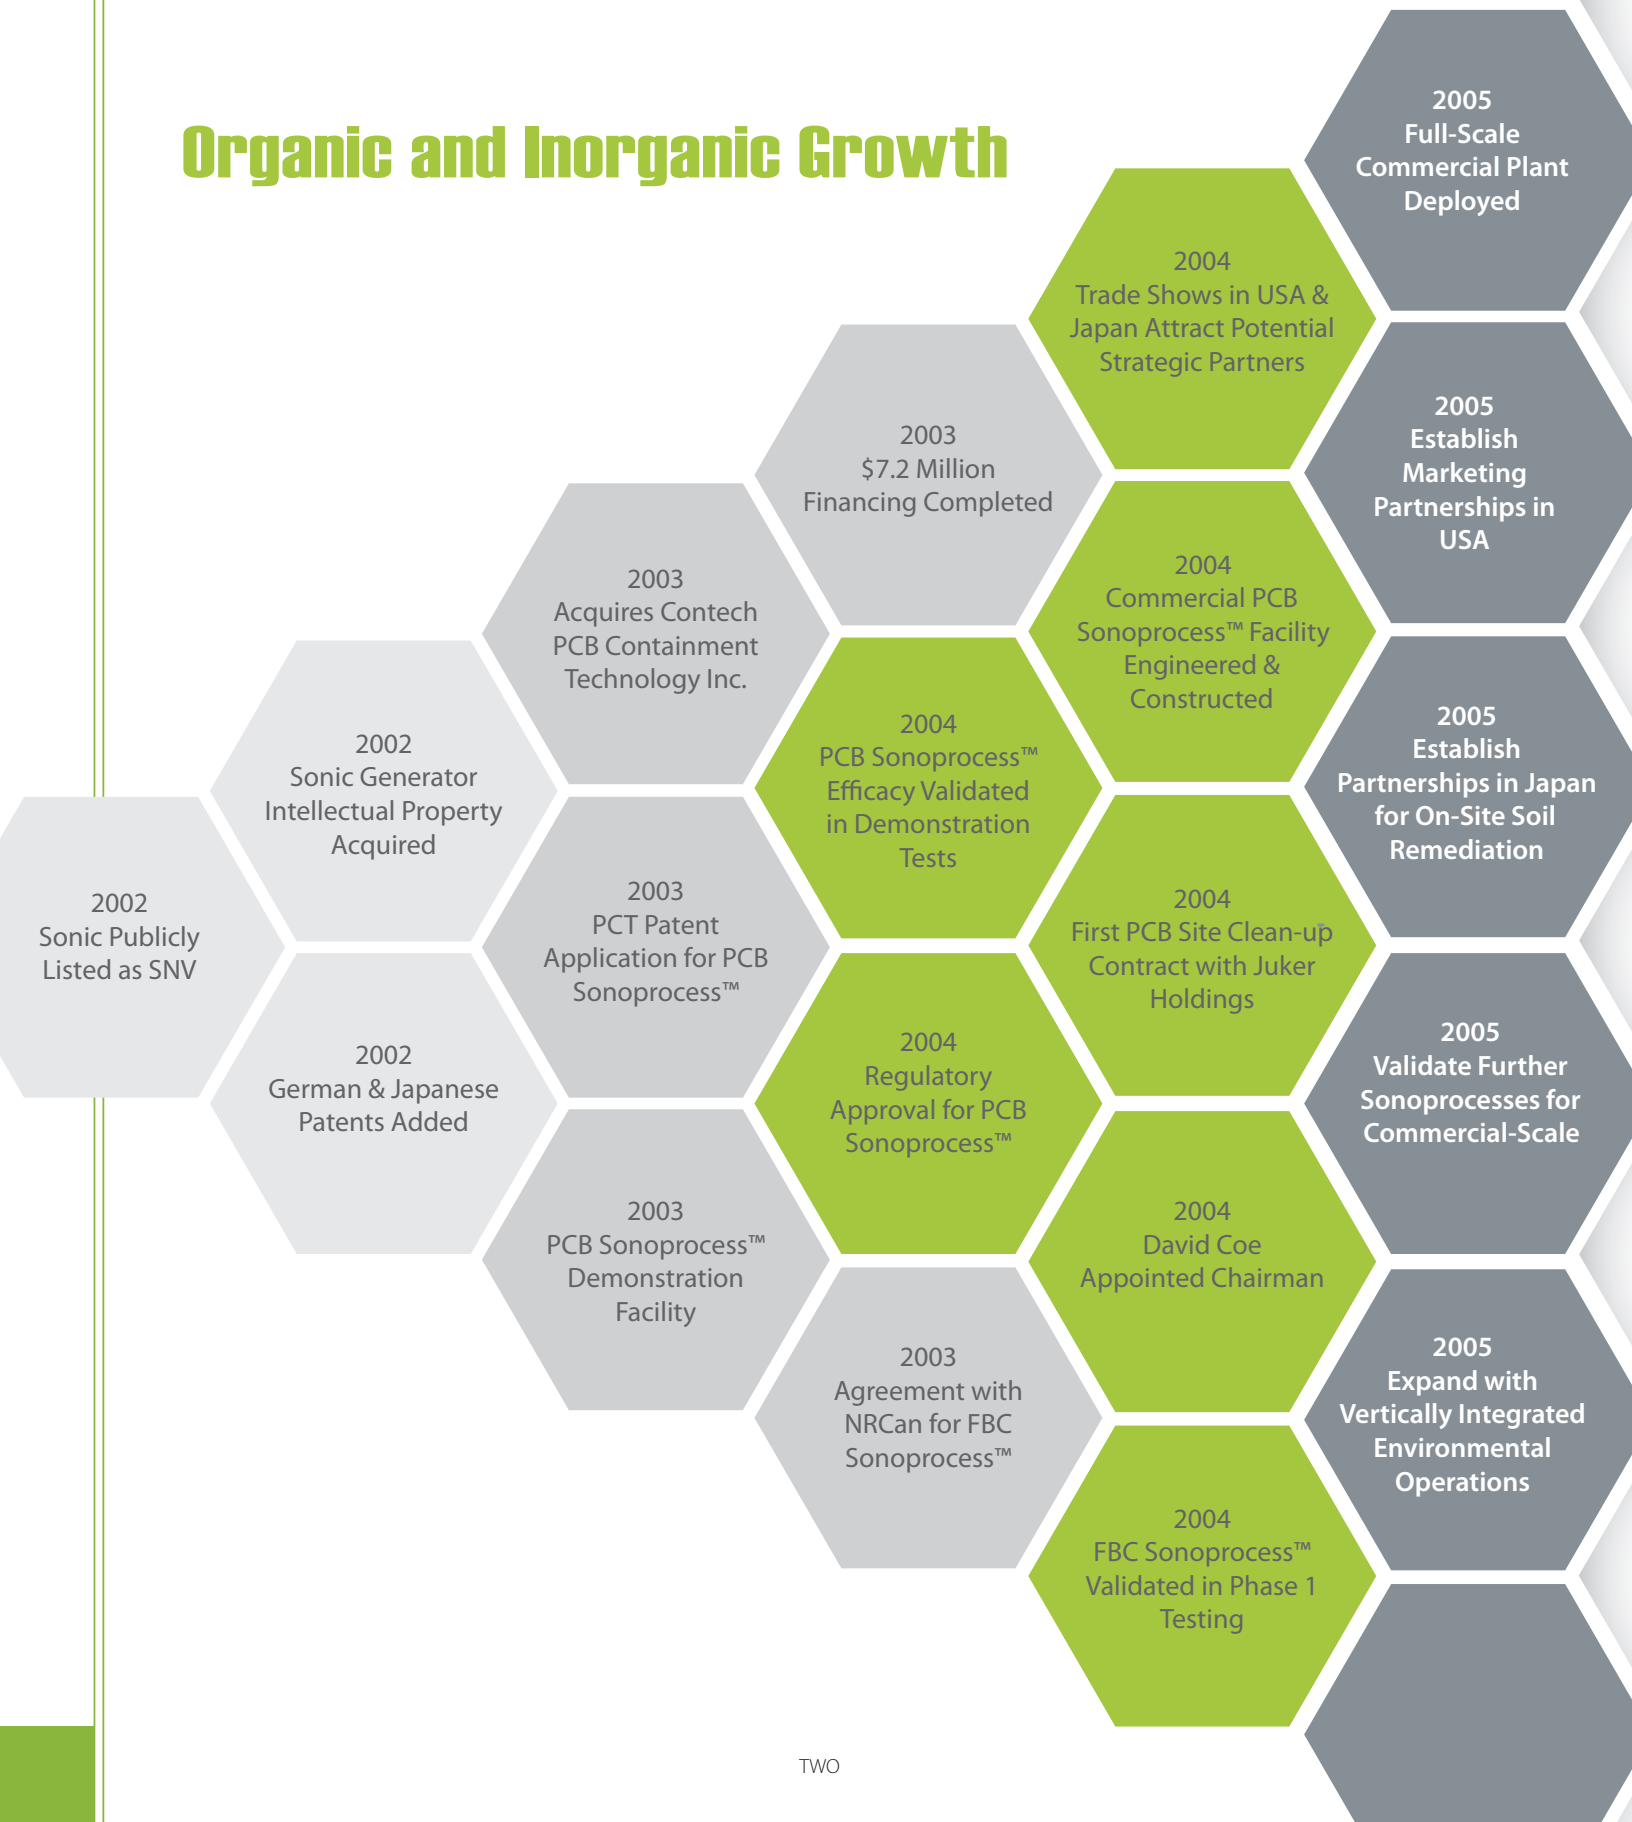 Organic and Inorganic Growth
2002
Sonic Publicly
Listed as SNV
2002
Sonic Generator
Intellectual Property
Acquired
2002
German & Japanese
Patents Added
2003
Acquires Contech
PCB Containment
Technology Inc.
2003
PCT Patent
Application for PCB
Sonoprocess™
2003
PCB Sonoprocess™
Demonstration
Facility
2003
$7.2 Million
Financing Completed
2004
PCB Sonoprocess™
Efficacy Validated
in Demonstration
Tests
2004
Regulatory
Approval for PCB
Sonoprocess™
2003
Agreement with
NRCan for FBC
Sonoprocess™
2004
Trade Shows in USA &
Japan Attract Potential
Strategic Partners
2004
Commercial PCB
Sonoprocess™ Facility
Engineered &
Constructed
2004
First PCB Site Clean-up
Contract with Juker
Holdings
2004
David Coe
Appointed Chairman
2004
FBC Sonoprocess™
Validated in Phase 1
Testing
2005
Full-Scale
Commercial Plant
Deployed
2005
Establish
Marketing
Partnerships in
USA
2005
Establish
Partnerships in Japan
for On-Site Soil
Remediation
2005
Validate Further
Sonoprocesses for
Commercial-Scale
2005
Expand with
Vertically Integrated
Environmental
Operations
TWO